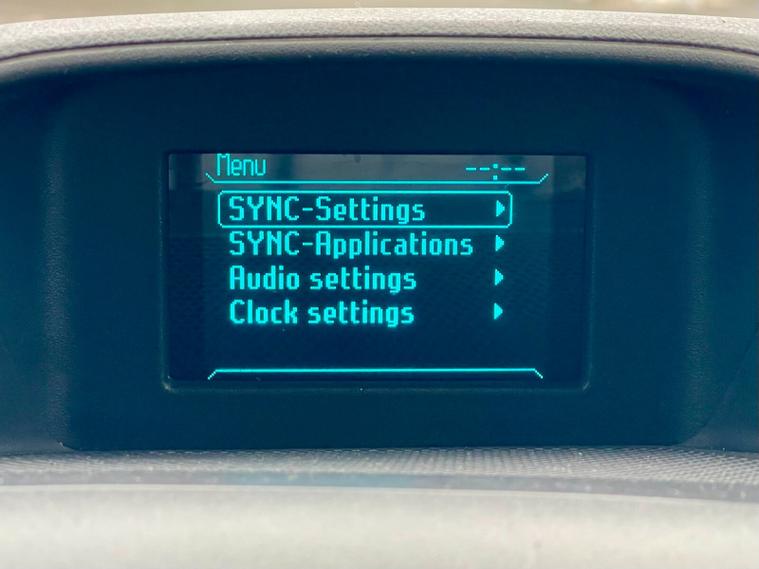 Menu --:--
SYNC-Settings
SYNC-Applications
Audio settings
Clock settings